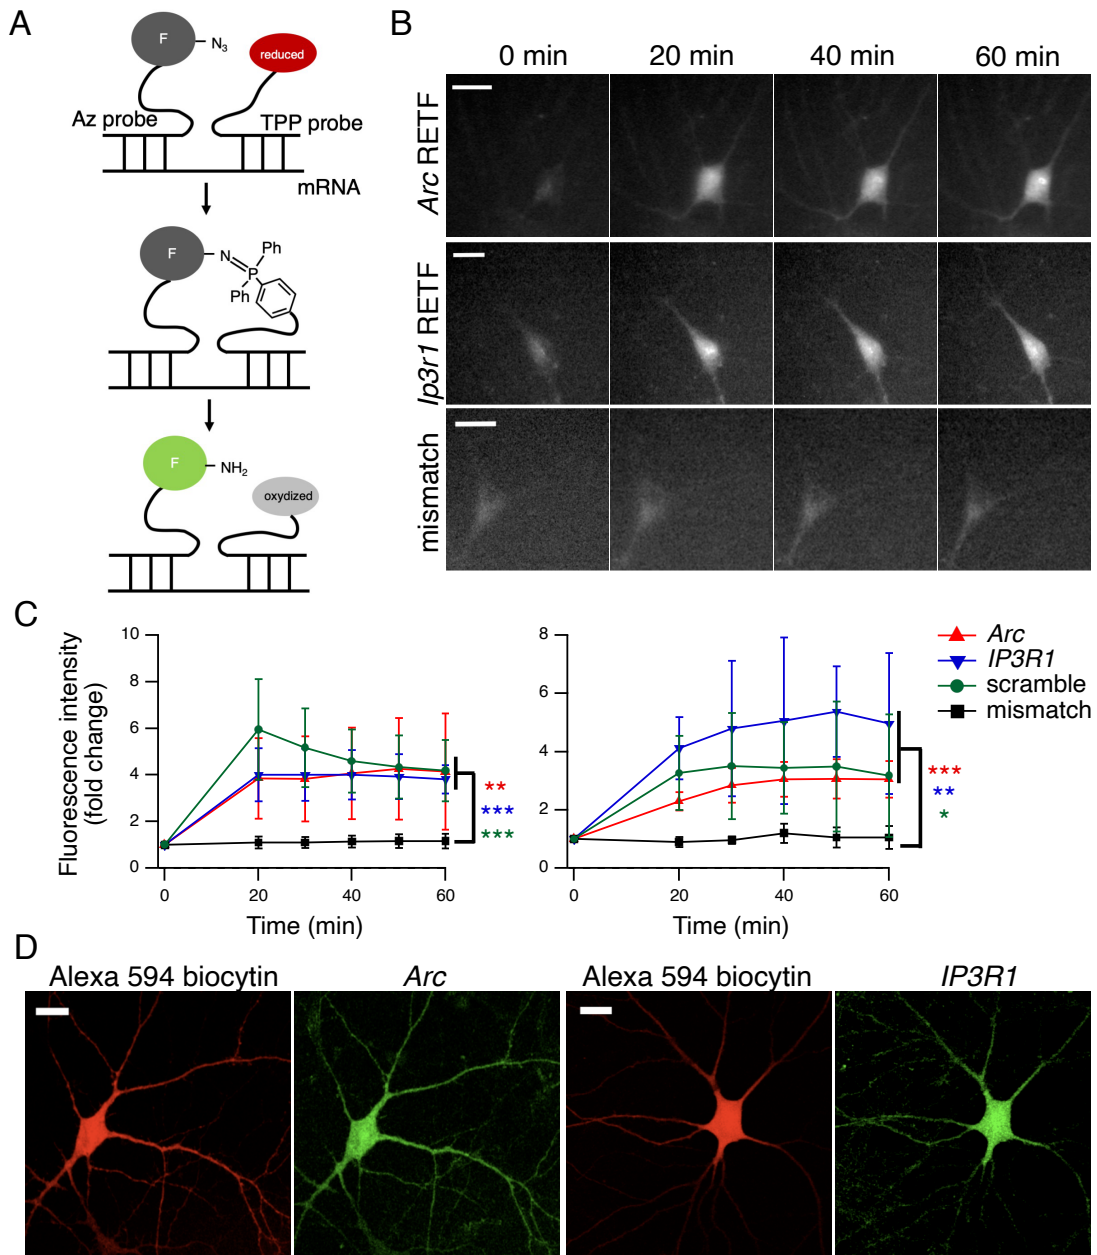 A
F
N3
reduced
Az probe
TPP probe
mRNA
F
N
P
Ph
Ph
F
NH2
oxydized
B
0 min
20 min
40 min
60 min
Arc RETF
Ip3r1 RETF
mismatch
C
Fluorescence intensity
(fold change)
10
8
6
4
2
0
0
20
40
60
Time (min)
**
***
***
8
6
4
2
0
0
20
40
60
Time (min)
***
**
*
Arc
IP3R1
scramble
mismatch
D
Alexa 594 biocytin
Arc
Alexa 594 biocytin
IP3R1